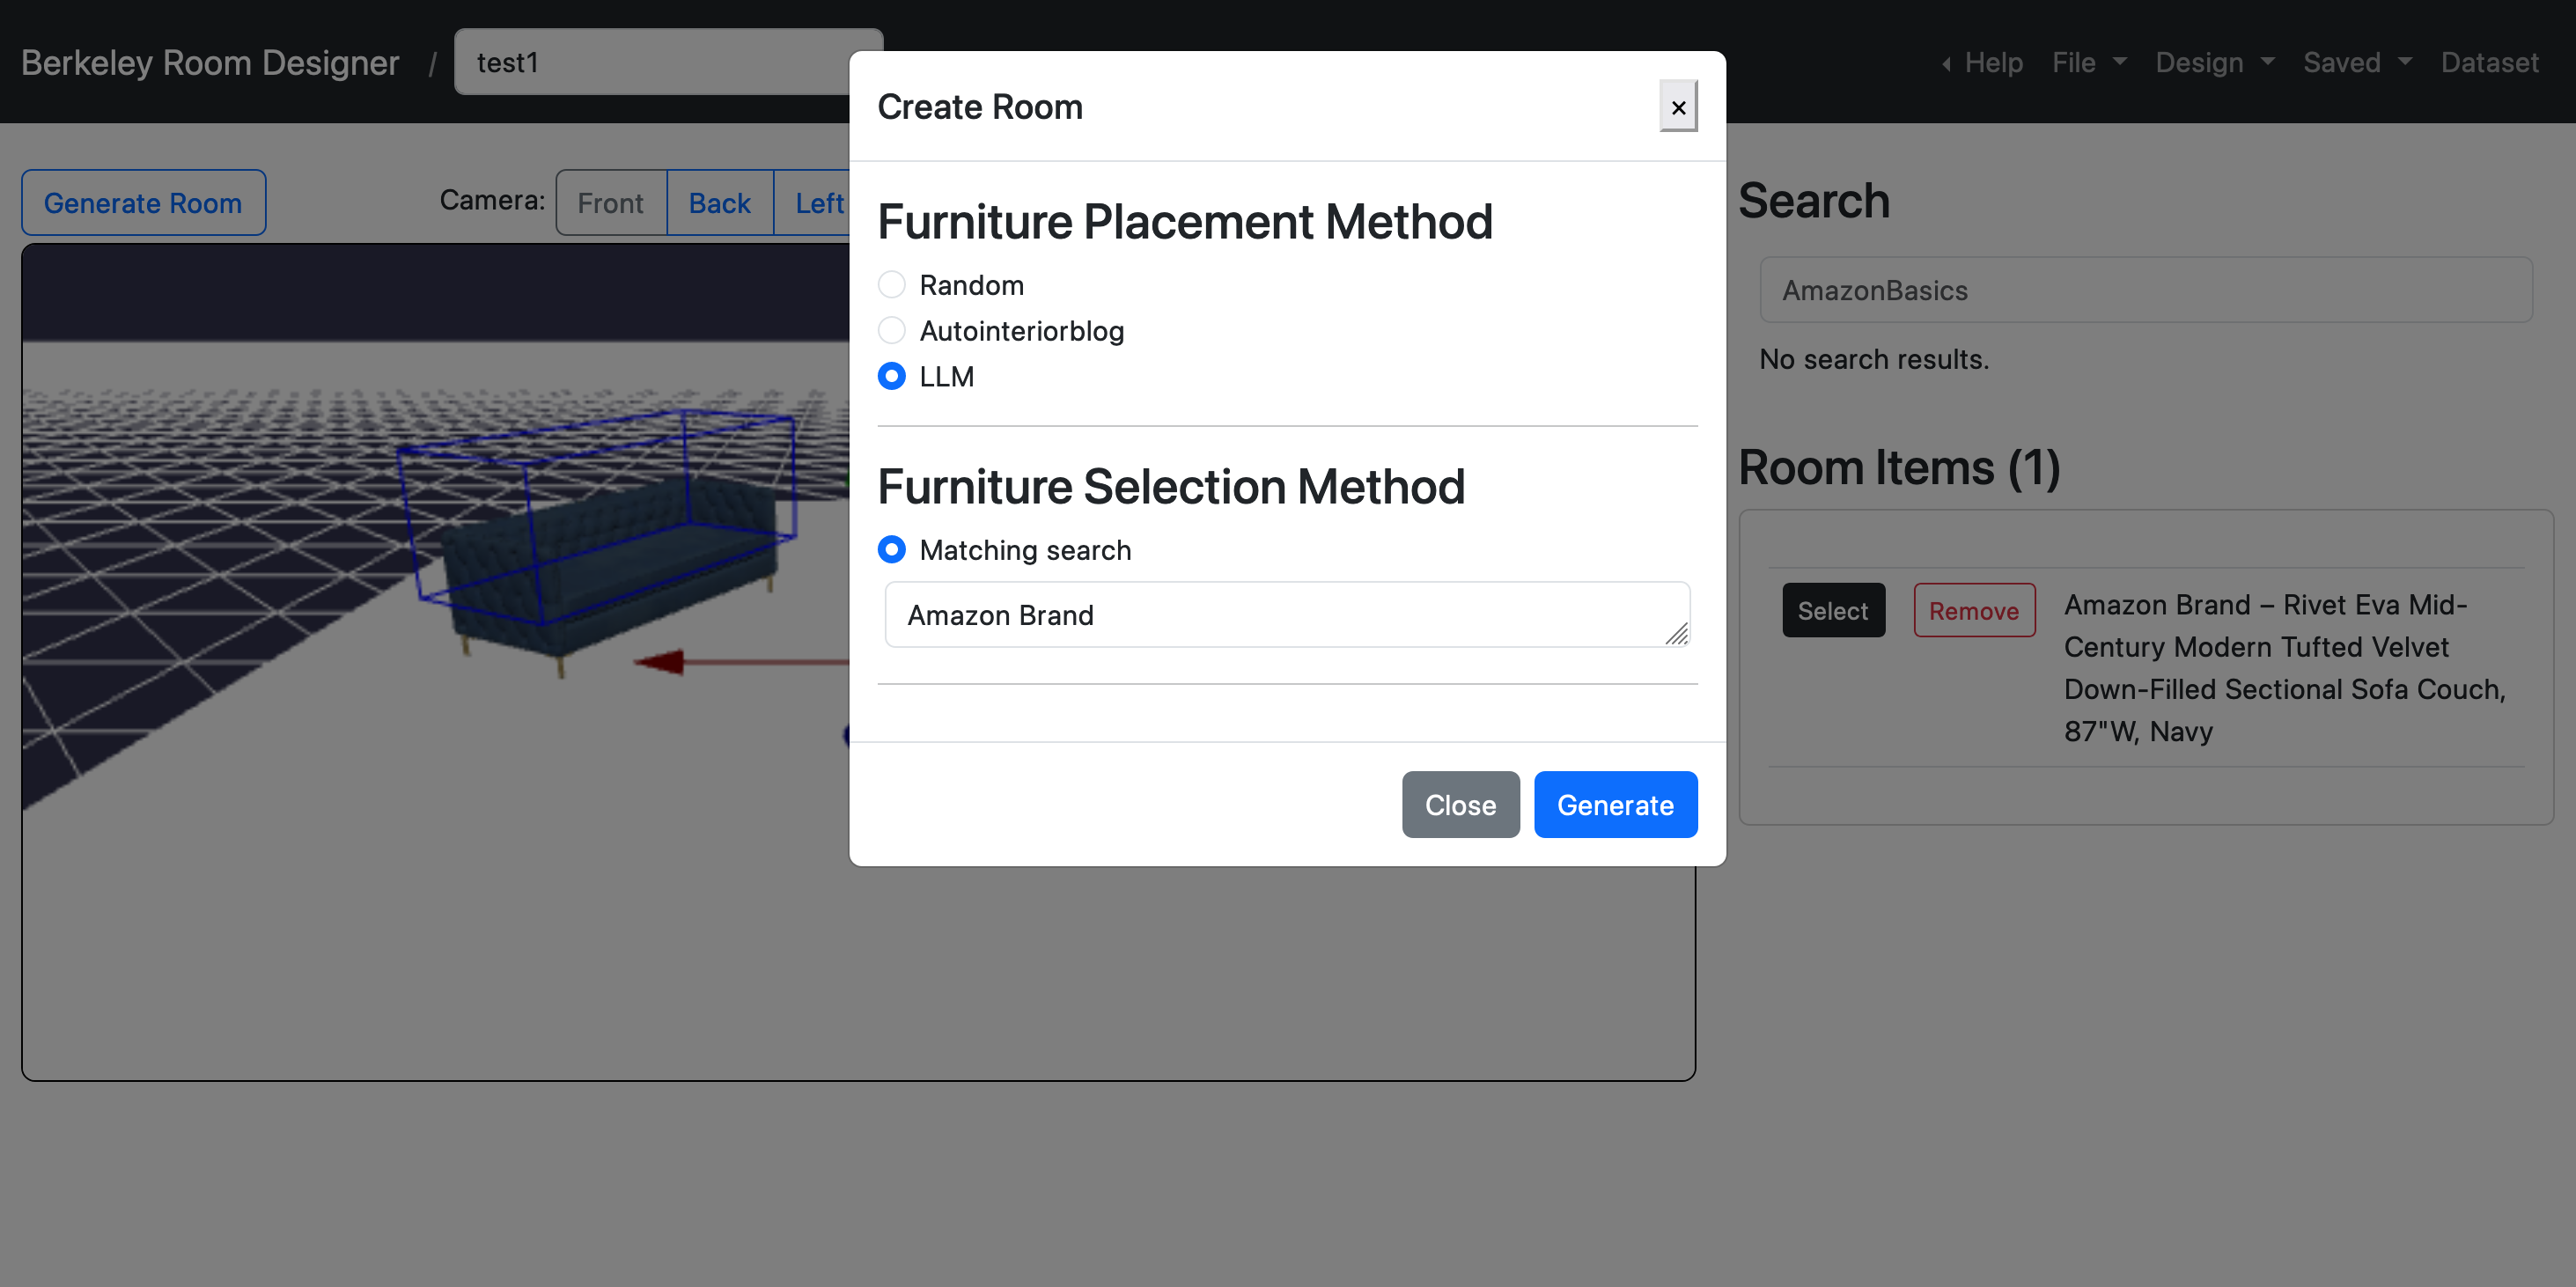 Berkeley Room Designer / test1
Help File Design Saved Dataset
Generate Room
Camera: Front Back Left
Create Room
×
Furniture Placement Method
Random
Autointeriorblog
LLM
Furniture Selection Method
Matching search
Amazon Brand
Close Generate
Search
AmazonBasics
No search results.
Room Items (1)
Select Remove
Amazon Brand – Rivet Eva Mid-
Century Modern Tufted Velvet
Down-Filled Sectional Sofa Couch,
87"W, Navy